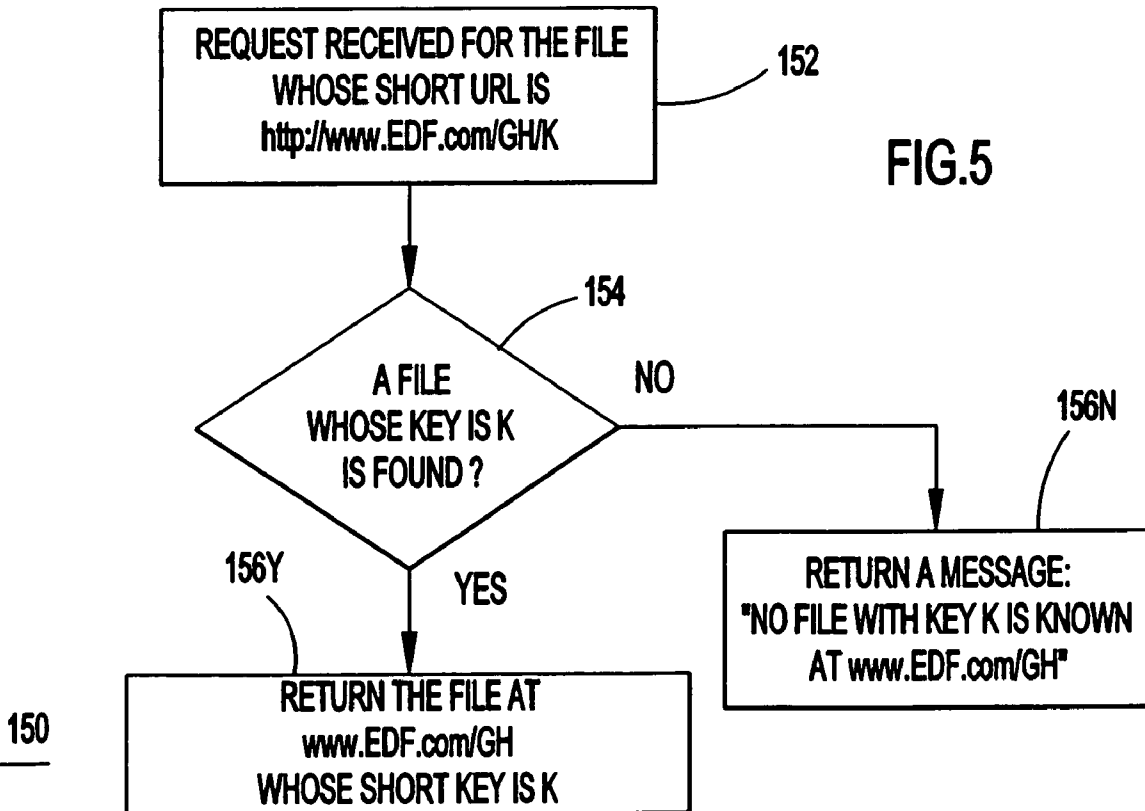 REQUEST RECEIVED FOR THE FILE
WHOSE SHORT URL IS
http://www.EDF.com/GH/K
152
FIG.5
154
A FILE
WHOSE KEY IS K
IS FOUND ?
NO
156N
156Y
YES
RETURN A MESSAGE:
"NO FILE WITH KEY K IS KNOWN
AT www.EDF.com/GH"
RETURN THE FILE AT
www.EDF.com/GH
WHOSE SHORT KEY IS K
150